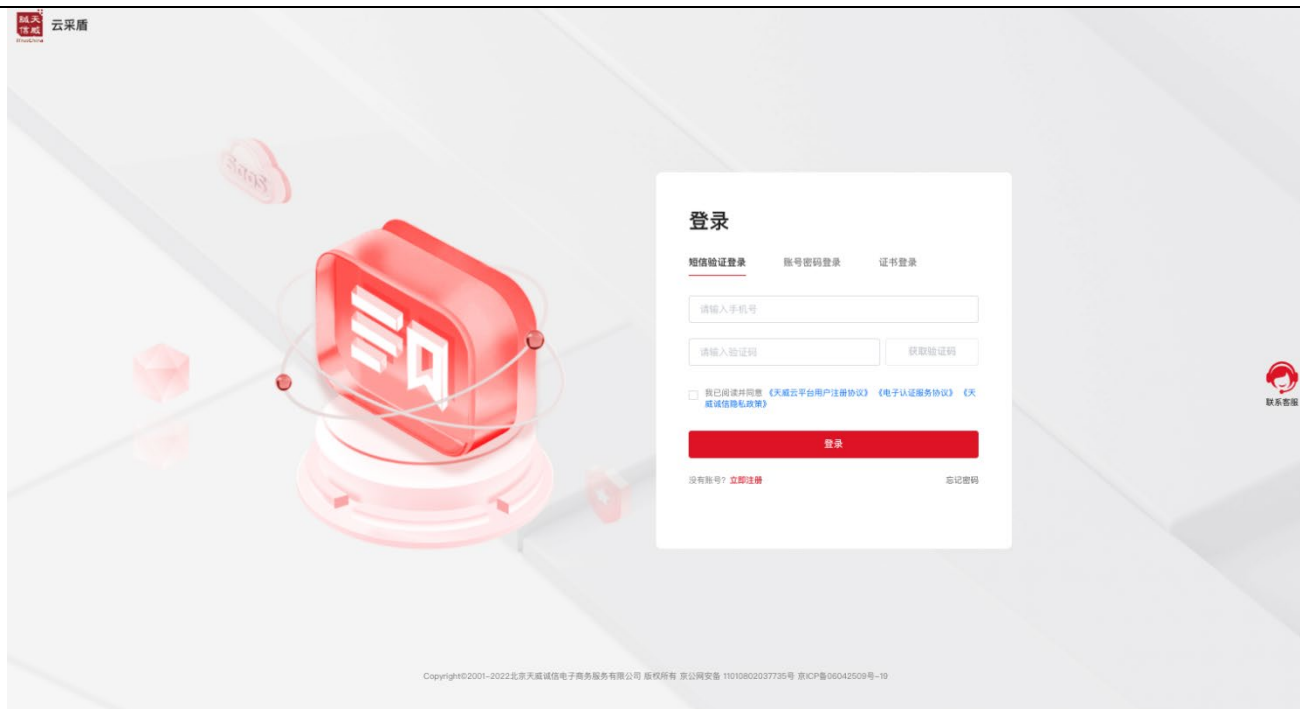 云采盾
SaaS
登录
短信验证登录 账号密码登录 证书登录
请输入手机号
请输入验证码 获取验证码
我已阅读并同意 《天威云平台用户注册协议》 《电子认证服务协议》 《天
威诚信隐私政策》
登录
没有账号? 立即注册 忘记密码
联系客服
Copyright©2001-2022北京天威诚信电子商务服务有限公司 版权所有 京公网安备 11010802037735号 京ICP备06042509号-19